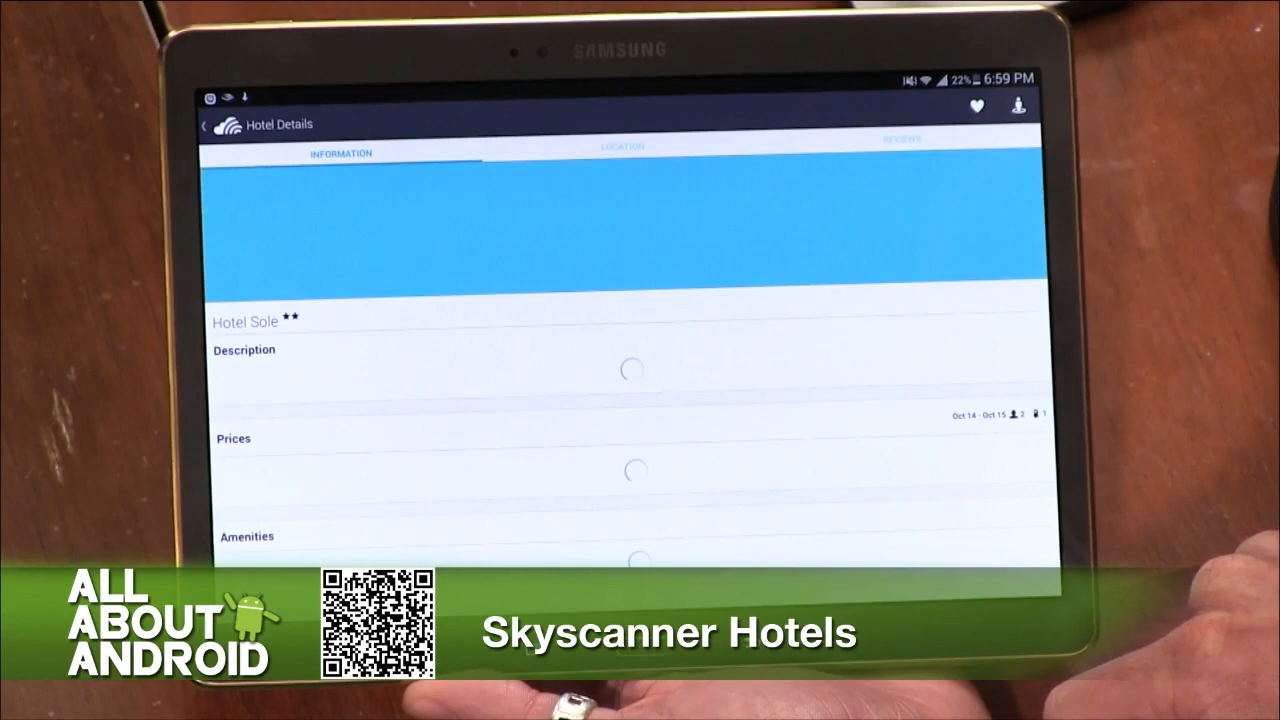 SAMSUNG
22% 6:59 PM
Hotel Details
INFORMATION LOCATION REVIEWS
Hotel Sole
Description
Oct 14 - Oct 15 2 1
Prices
Amenities
ALL
ABOUT
ANDROID
Skyscanner Hotels